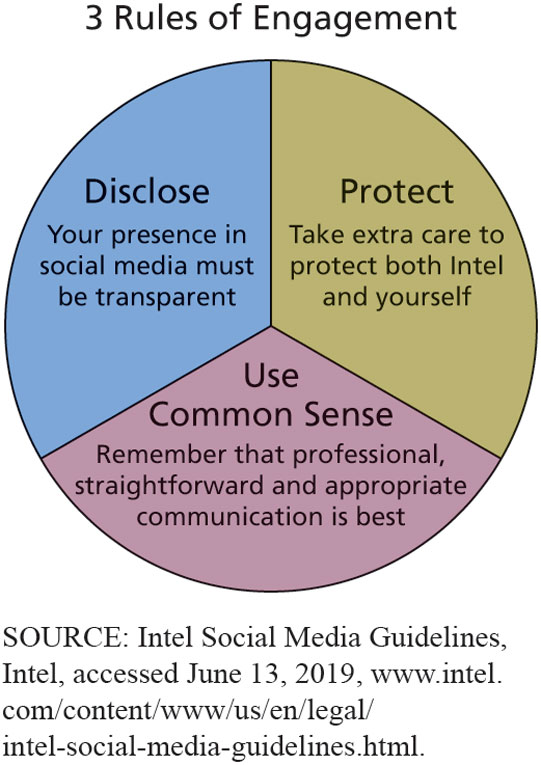 3 Rules of Engagement
Disclose
Your presence in
social media must
be transparent
Protect
Take extra care to
protect both Intel
and yourself
Use
Common Sense
Remember that professional,
straightforward and appropriate
communication is best
SOURCE: Intel Social Media Guidelines,
Intel, accessed June 13, 2019, www.intel.
com/content/www/us/en/legal/
intel-social-media-guidelines.html.